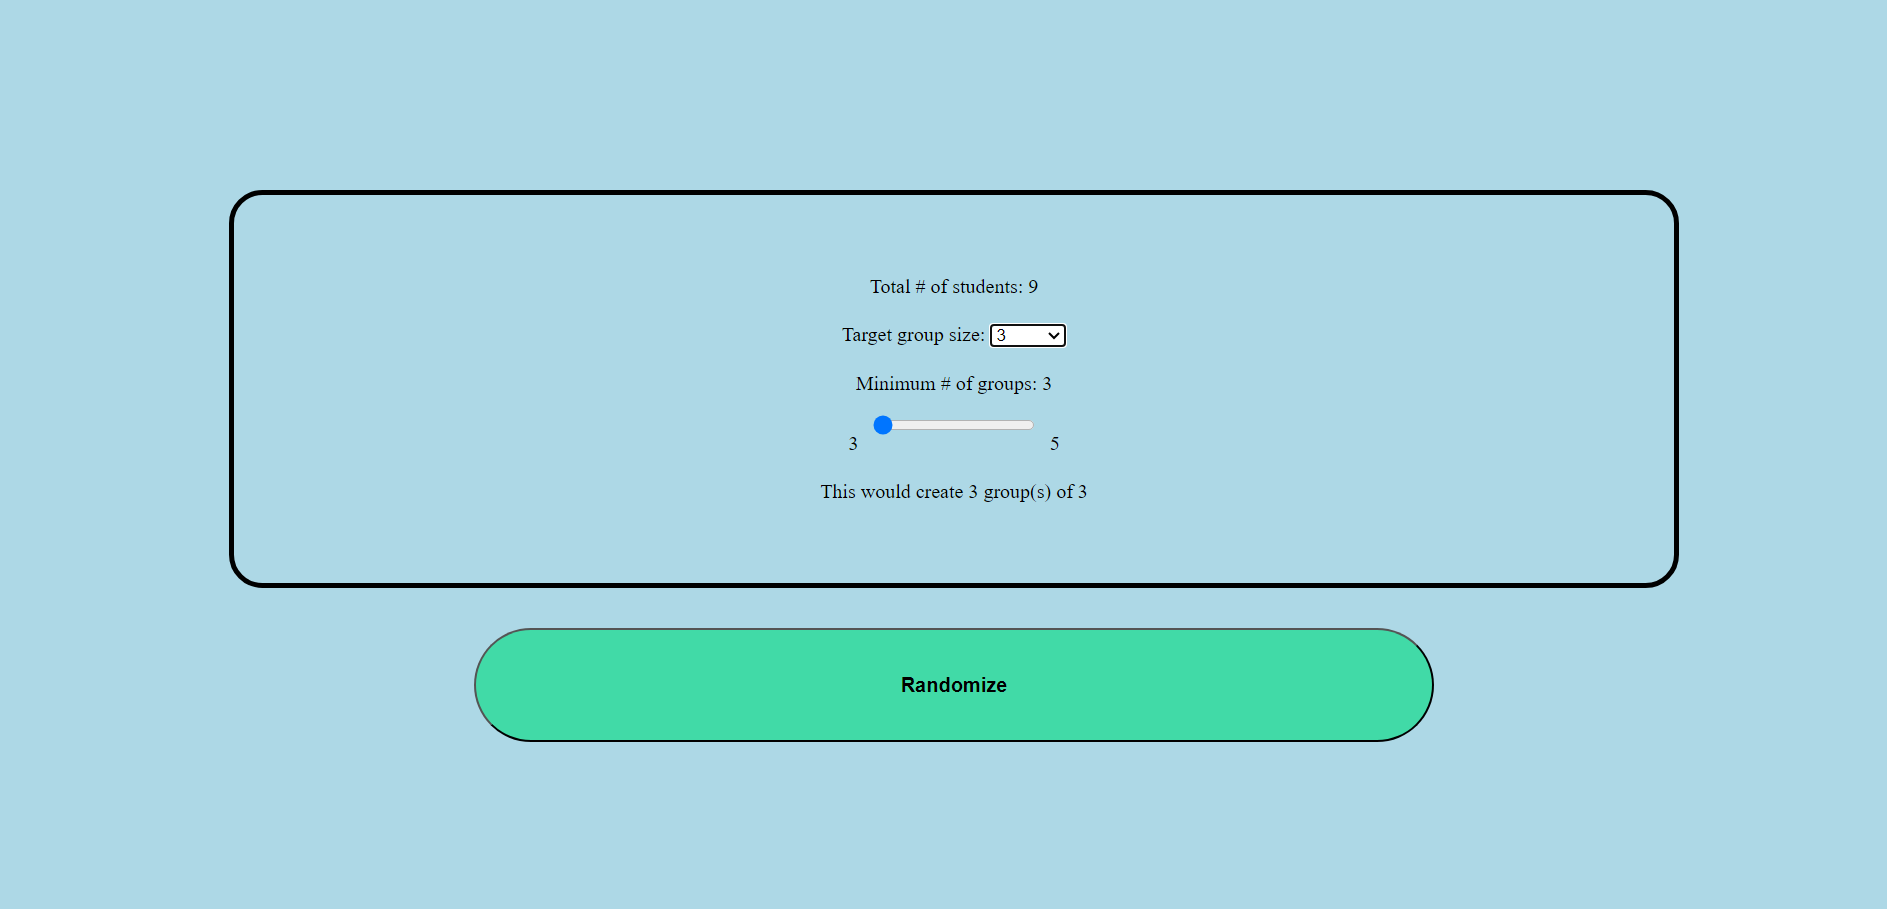 Total # of students: 9
Target group size: 3
Minimum # of groups: 3
3 5
This would create 3 group(s) of 3
Randomize